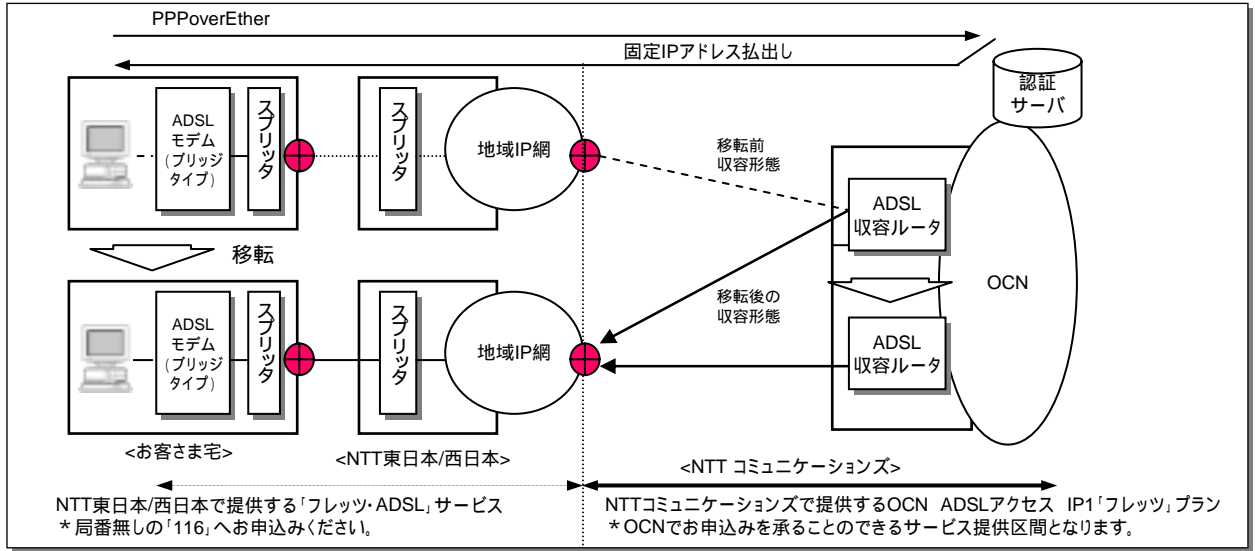 PPPoverEther
固定IPアドレス払出し
認証
サーバ
ADSL
モデム
(ブリッジ
タイプ)
スプリッタ
スプリッタ
地域IP網
移転前
収容形態
ADSL
収容ルータ
移転
OCN
ADSL
モデム
(ブリッジ
タイプ)
スプリッタ
スプリッタ
地域IP網
移転後の
収容形態
ADSL
収容ルータ
<お客さま宅>
<NTT東日本/西日本>
<NTT コミュニケーションズ>
NTT東日本/西日本で提供する「フレッツ・ADSL」サービス
*局番無しの「116」へお申込みください。
NTTコミュニケーションズで提供するOCN ADSLアクセス IP1「フレッツ」プラン
*OCNでお申込みを承ることのできるサービス提供区間となります。